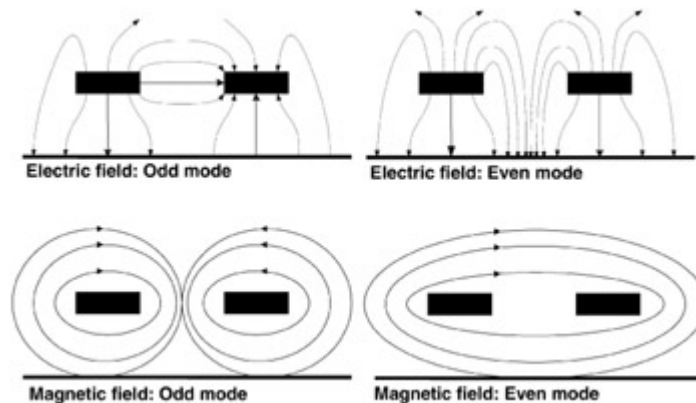 Electric field: Odd mode
Electric field: Even mode
Magnetic field: Odd mode
Magnetic field: Even mode